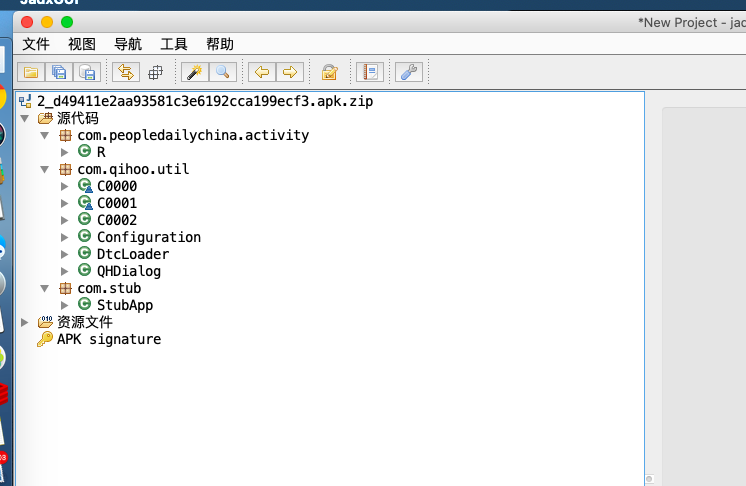 JadxGUI
*New Project - jad
文件 视图 导航 工具 帮助
2_d49411e2aa93581c3e6192cca199ecf3.apk.zip
源代码
com.peopledailychina.activity
R
com.qihoo.util
C0000
C0001
C0002
Configuration
DtcLoader
QHDialog
com.stub
StubApp
资源文件
APK signature